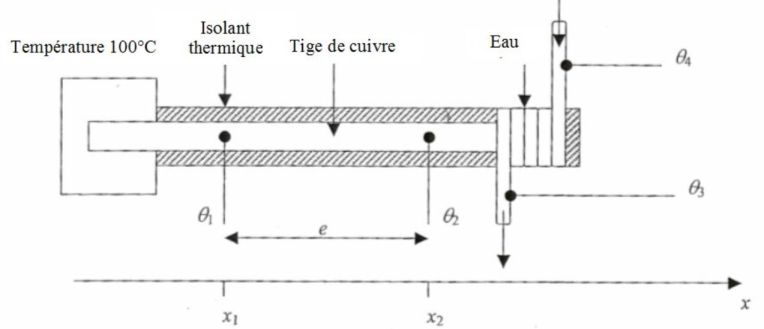 Isolant
Température 100°C thermique Tige de cuivre Eau
θ4
θ3
θ1 e θ2
x
x1 x2